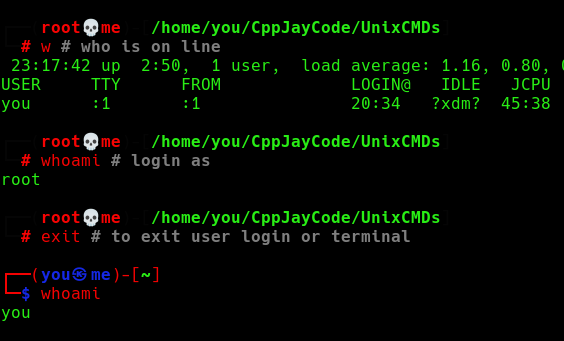 root💀me /home/you/CppJayCode/UnixCMDs
# w # who is on line
23:17:42 up 2:50, 1 user, load average: 1.16, 0.80,
USER TTY FROM LOGIN@ IDLE JCPU
you :1 :1 20:34 ?xdm? 45:38
root💀me /home/you/CppJayCode/UnixCMDs
# whoami # login as
root
root💀me /home/you/CppJayCode/UnixCMDs
# exit # to exit user login or terminal
┌──(you㉿me)-[~]
└─$ whoami
you